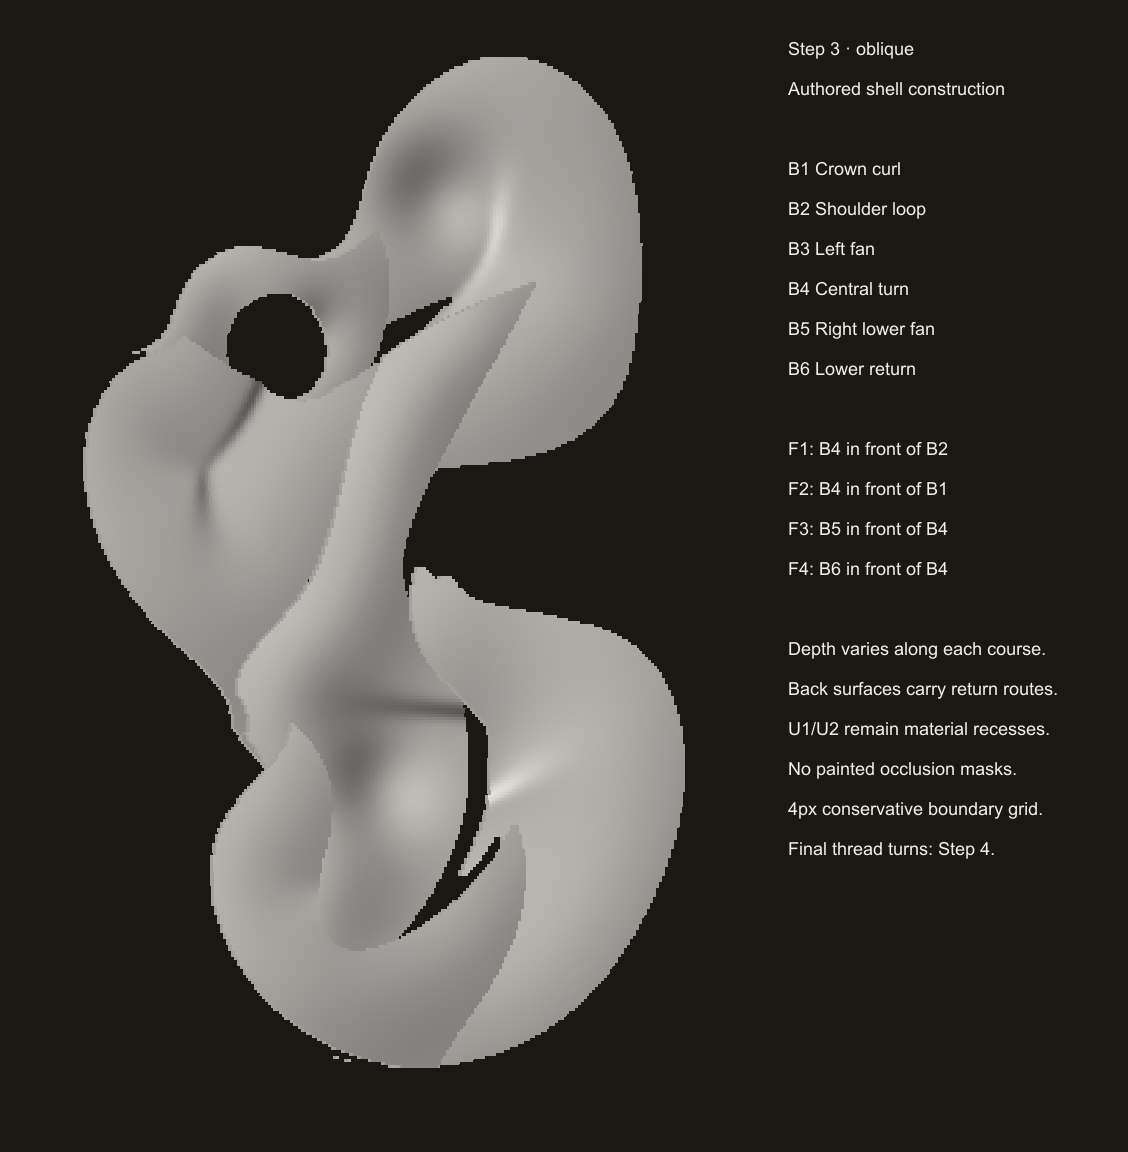 Step 3 · oblique
Authored shell construction
B1 Crown curl
B2 Shoulder loop
B3 Left fan
B4 Central turn
B5 Right lower fan
B6 Lower return
F1: B4 in front of B2
F2: B4 in front of B1
F3: B5 in front of B4
F4: B6 in front of B4
Depth varies along each course.
Back surfaces carry return routes.
U1/U2 remain material recesses.
No painted occlusion masks.
4px conservative boundary grid.
Final thread turns: Step 4.